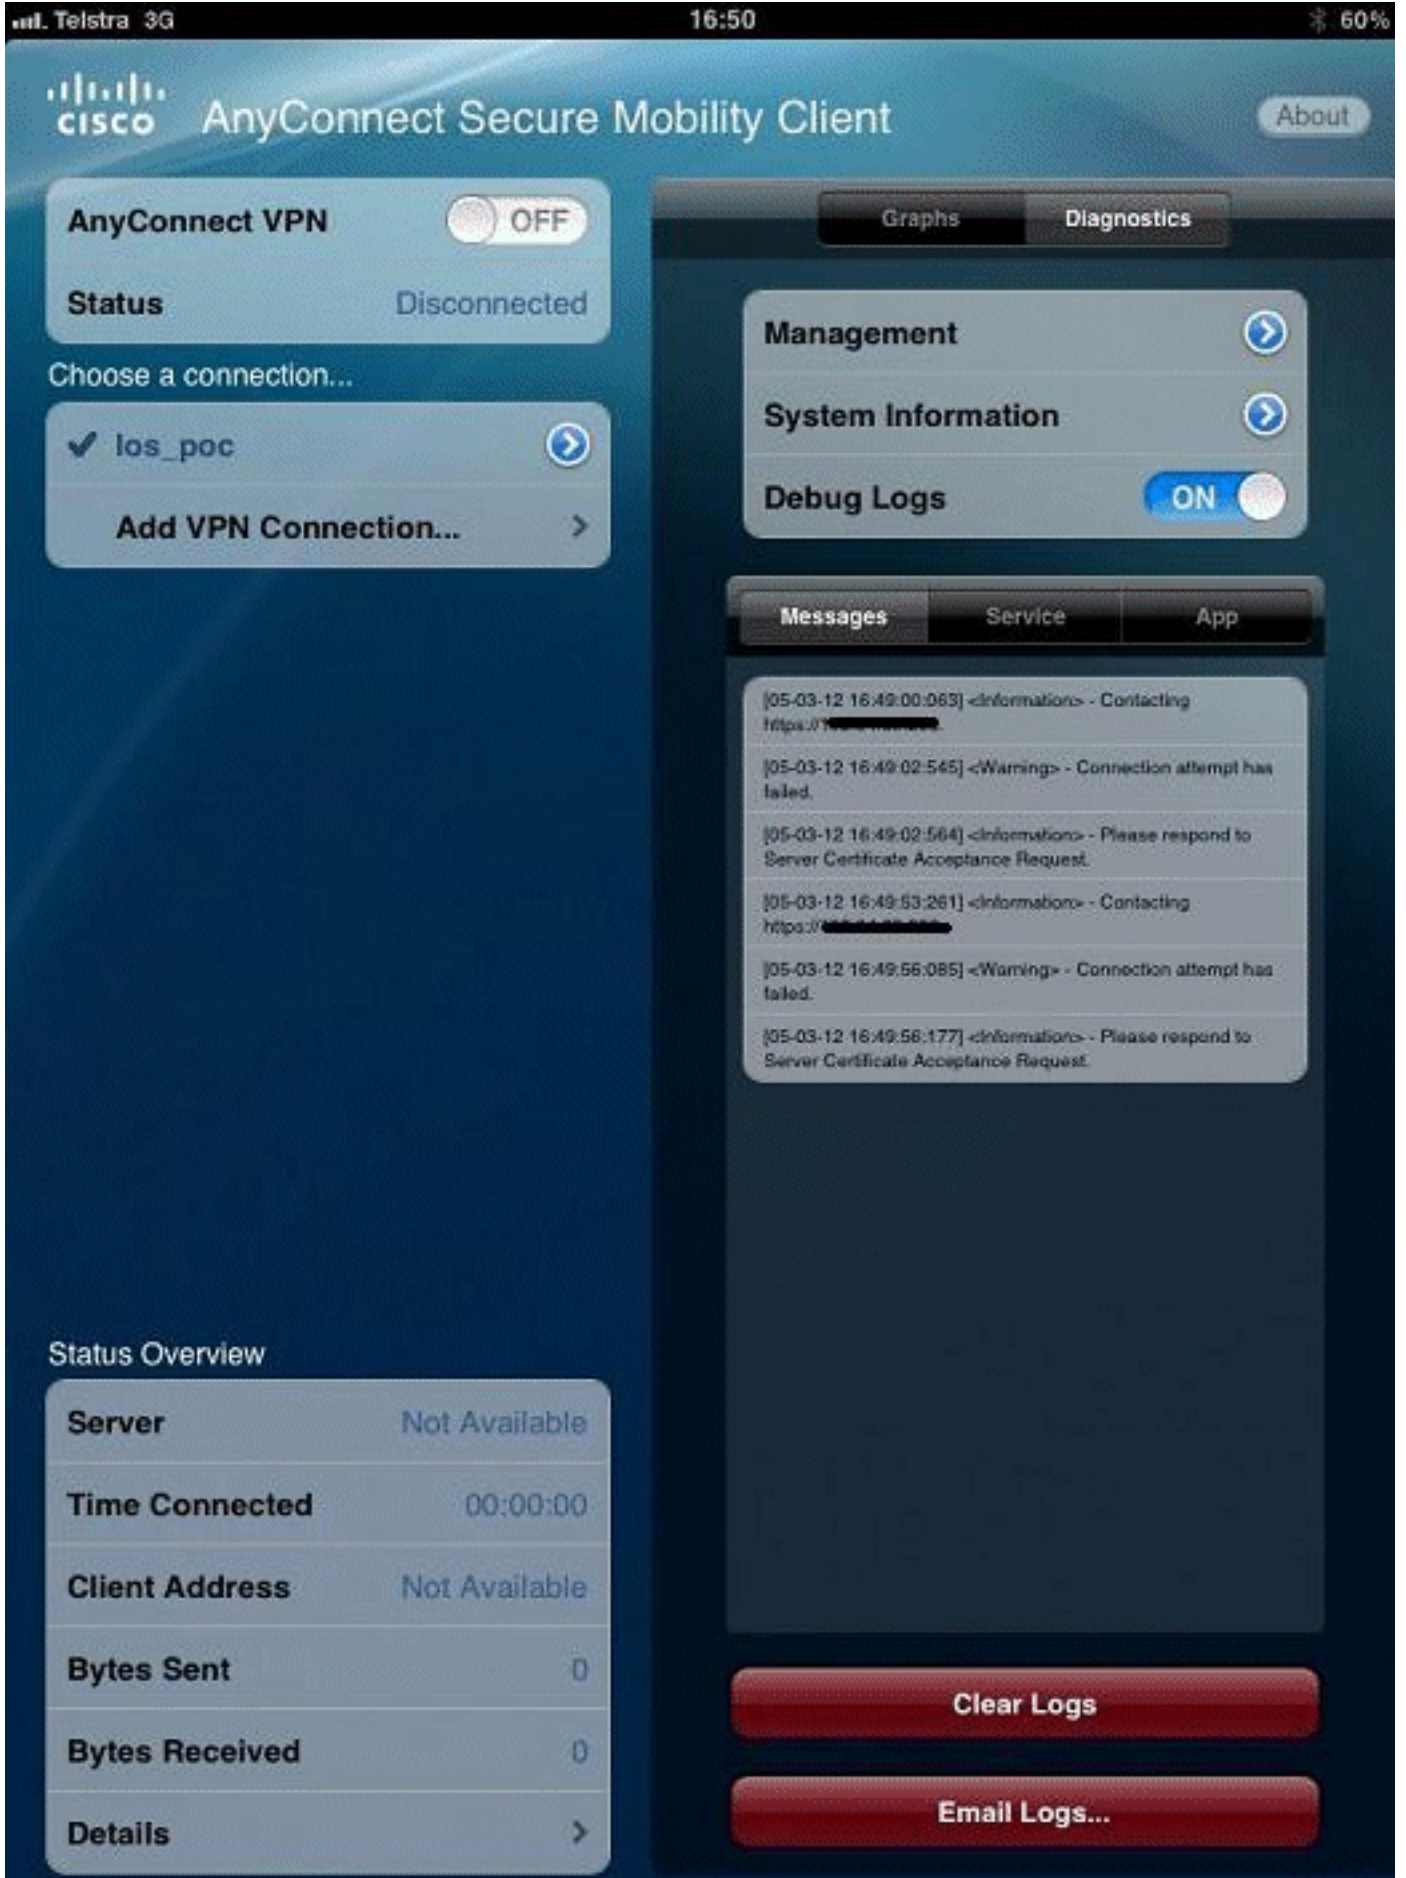 Telstra 3G
16:50
60%
CISCO
AnyConnect Secure Mobility Client
About
AnyConnect VPN
OFF
Status
Disconnected
Choose a connection...
Ios_poc
Add VPN Connection...
Graphs
Diagnostics
Management
System Information
Debug Logs
ON
Messages
Service
App
[05-03-12 16:49:00:063] <Information> - Contacting
https://
[05-03-12 16:49:02:545] <Warning> - Connection attempt has
failed.
[05-03-12 16:49:02:564] <Information> - Please respond to
Server Certificate Acceptance Request.
[05-03-12 16:49:53:261] <Information> - Contacting
https://
[05-03-12 16:49:56:085] <Warning> - Connection attempt has
failed.
[05-03-12 16:49:56:177] <Information> - Please respond to
Server Certificate Acceptance Request.
Status Overview
Server
Not Available
Time Connected
00:00:00
Client Address
Not Available
Bytes Sent
0
Bytes Received
0
Details
Clear Logs
Email Logs...